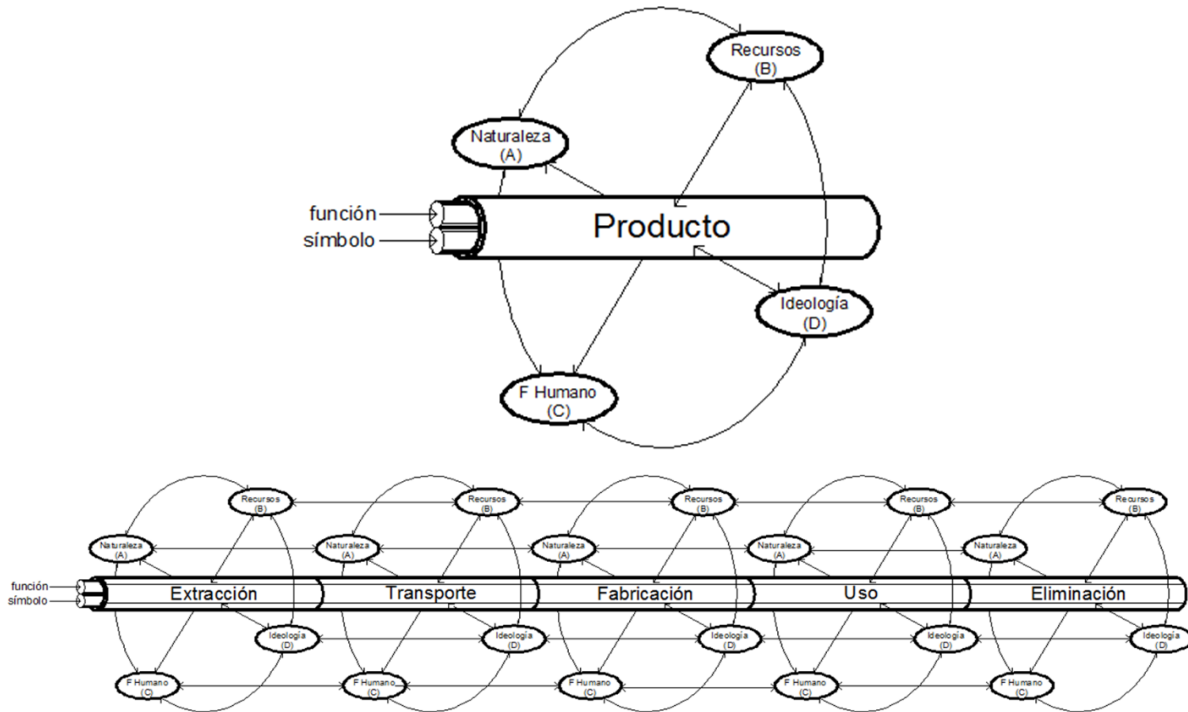 Recursos
(B)
Naturaleza
(A)
función
símbolo
Producto
Ideología
(D)
F Humano
(C)
Recursos
(B)
Recursos
(B)
Recursos
(B)
Recursos
(B)
Recursos
(B)
Naturaleza
(A)
Naturaleza
(A)
Naturaleza
(A)
Naturaleza
(A)
Naturaleza
(A)
función
símbolo
Extracción
Transporte
Fabricación
Uso
Eliminación
Ideología
(D)
Ideología
(D)
Ideología
(D)
Ideología
(D)
Ideología
(D)
F Humano
(C)
F Humano
(C)
F Humano
(C)
F Humano
(C)
F Humano
(C)